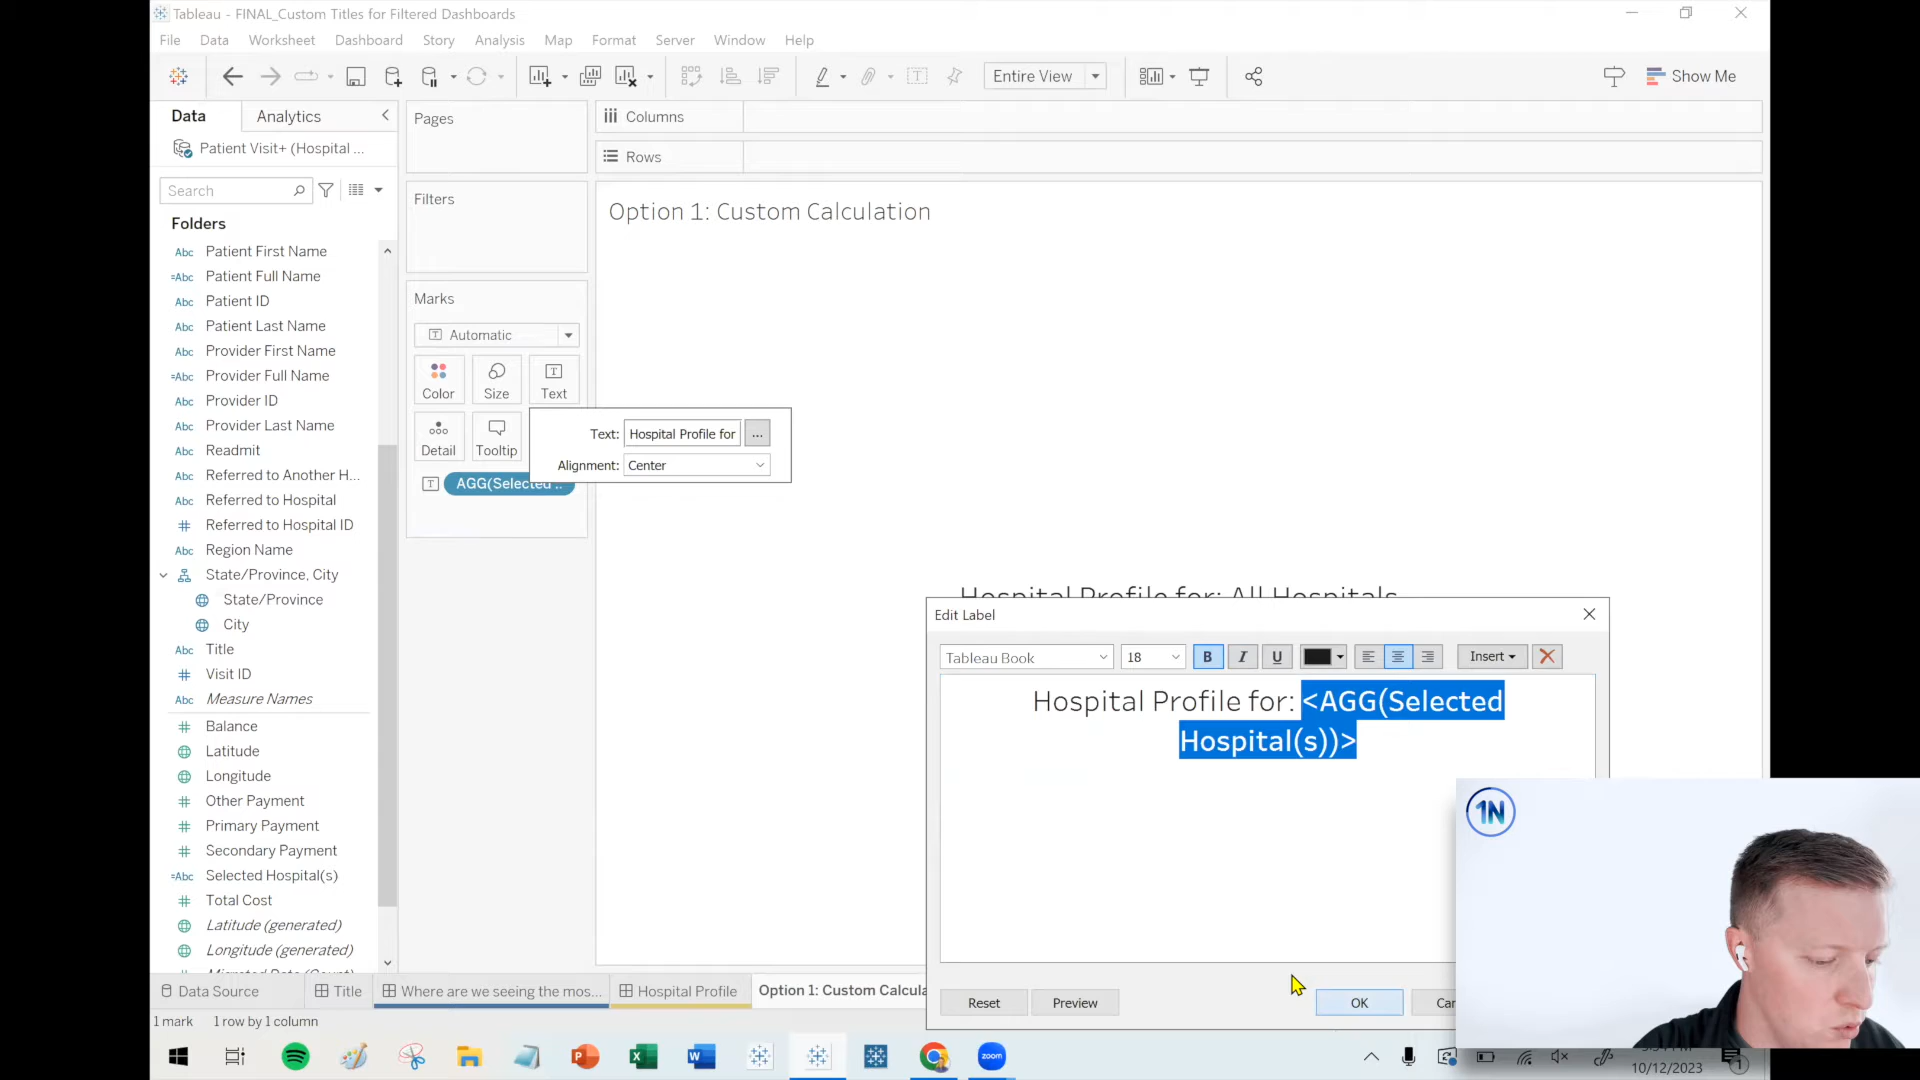 Tableau - FINAL_Custom Titles for Filtered Dashboards
File Data Worksheet Dashboard Story Analysis Map Format Server Window Help
Entire View
Show Me
Data Analytics
Patient Visit+ (Hospital ...
Search
Folders
Abc Patient First Name
=Abc Patient Full Name
Abc Patient ID
Abc Patient Last Name
Abc Provider First Name
=Abc Provider Full Name
Abc Provider ID
Abc Provider Last Name
Abc Readmit
Abc Referred to Another H...
Abc Referred to Hospital
# Referred to Hospital ID
Abc Region Name
State/Province, City
State/Province
City
Abc Title
# Visit ID
Abc Measure Names
# Balance
Latitude
Longitude
# Other Payment
# Primary Payment
# Secondary Payment
=Abc Selected Hospital(s)
# Total Cost
Latitude (generated)
Longitude (generated)
Pages
Filters
Marks
T Automatic
Color Size T Text
Detail Tooltip
T AGG(Selected ..
Text: Hospital Profile for ...
Alignment: Center
Columns
Rows
Option 1: Custom Calculation
Hospital Profile for: All Hospitals
Edit Label
Tableau Book 18 B I U Insert
Hospital Profile for: <AGG(Selected
Hospital(s))>
Reset Preview OK Can
1N
Data Source Title Where are we seeing the mos... Hospital Profile Option 1: Custom Calcula
1 mark 1 row by 1 column
zoom
10/12/2023
1